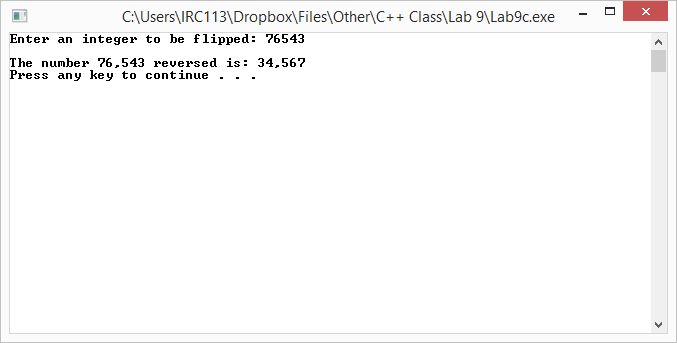 C:\Users\IRC113\Dropbox\Files\Other\C++ Class\Lab 9\Lab9c.exe
Enter an integer to be flipped: 76543
The number 76,543 reversed is: 34,567
Press any key to continue . . .